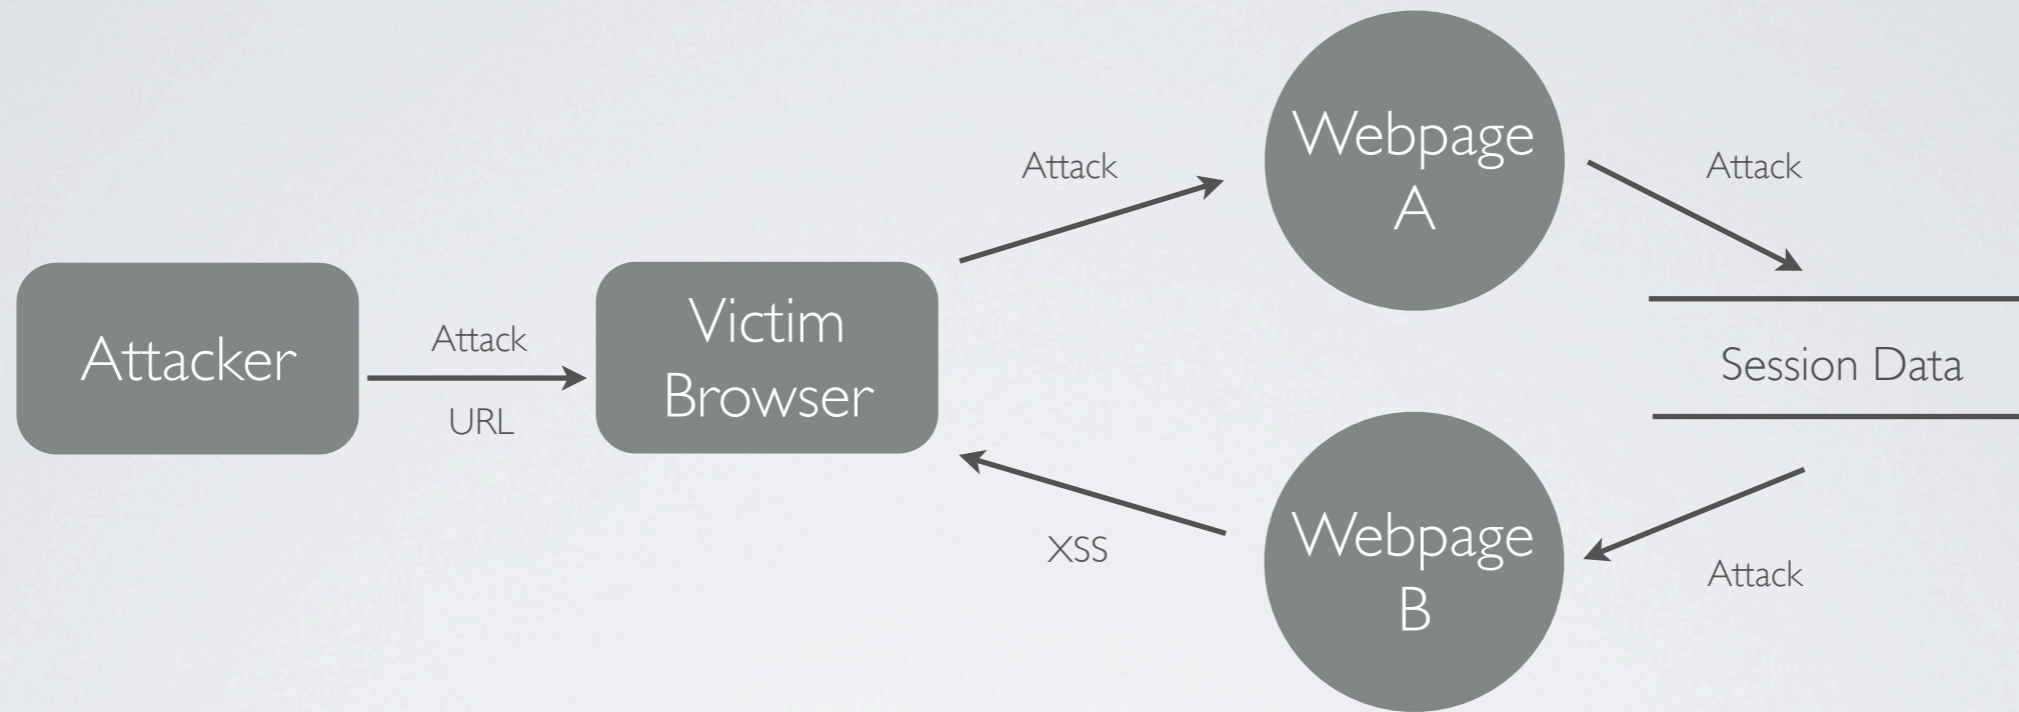 Attacker
Attack
URL
Victim
Browser
Attack
Webpage
A
Attack
Session Data
Attack
Webpage
B
XSS